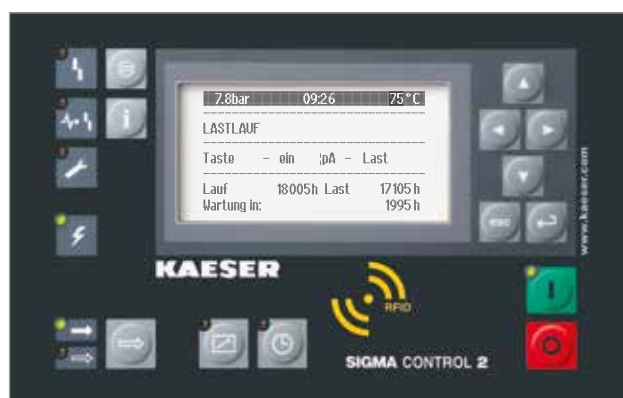 7.8bar 09:26 75°C
LASTLAUF
Taste – ein ¦pA – Last
Lauf 18005h Last 17105h
Wartung in: 1995h
esc
www.kaeser.com
KAESER
RFID
SIGMA CONTROL 2